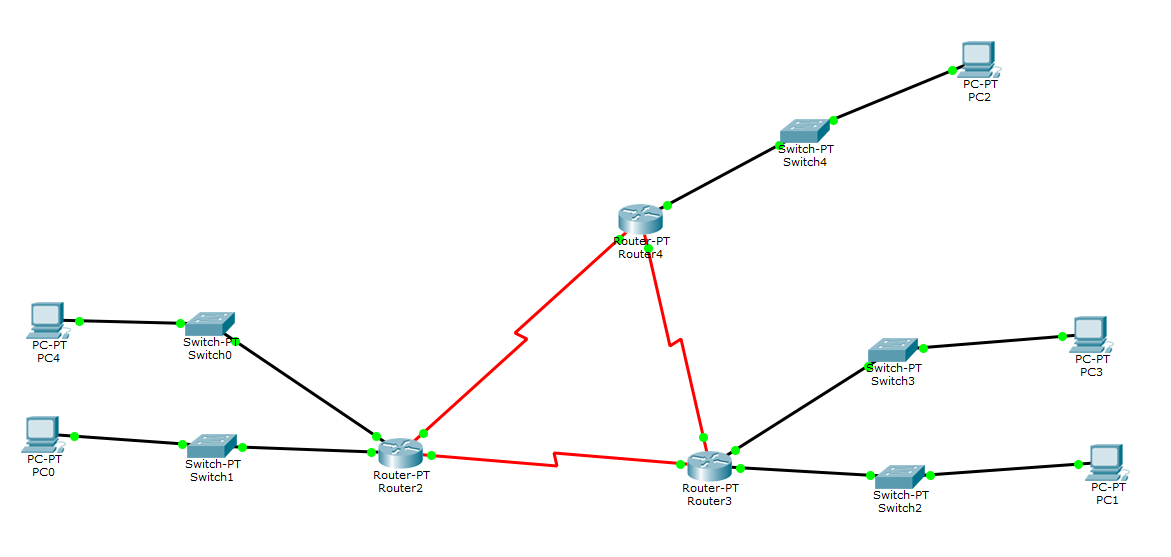 PC-PT
PC2
Switch-PT
Switch4
Router-PT
Router4
PC-PT
PC4
Switch-PT
Switch0
PC-PT
PC3
Switch-PT
Switch3
PC-PT
PC0
Switch-PT
Switch1
Router-PT
Router2
Router-PT
Router3
Switch-PT
Switch2
PC-PT
PC1